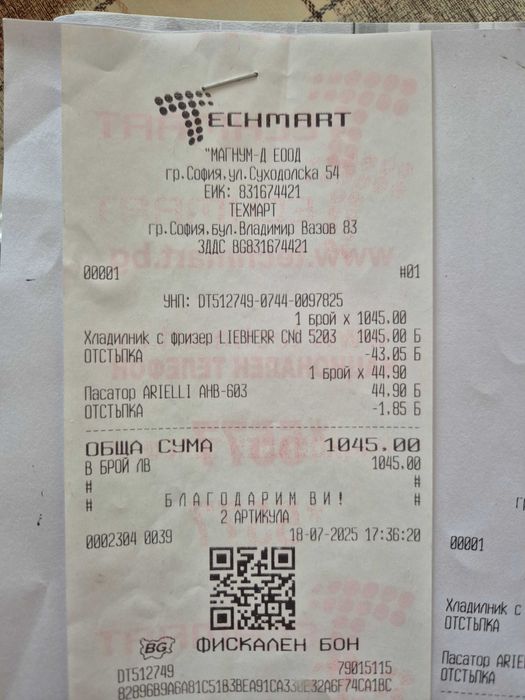 TECHMART
"МАГНУМ-Д ЕООД
гр.София,ул.Суходолска 54
ЕИК: 831674421
ТЕХМАРТ
гр.София,бул.Владимир Вазов 83
ЗДДС BG831674421
00001 #01
УНП: DT512749-0744-0097825
1 Брой x 1045.00
Хладилник с фризер LIEBHERR CNd 5203 1045.00 Б
ОТСТЪПКА -43.05 Б
1 Брой x 44.90
Пасатор ARIELLI AHB-603 44.90 Б
ОТСТЪПКА -1.85 Б
ОБЩА СУМА 1045.00
В БРОЙ ЛВ 1045.00
# #
# БЛАГОДАРИМ ВИ! #
2 АРТИКУЛА
0002304 0039 18-07-2025 17:36:20
BG ФИСКАЛЕН БОН
DT512749 79015115
00001
Хладилник с
ОТСТЪПКА
Пасатор ARIE
ОТСТЪПКА